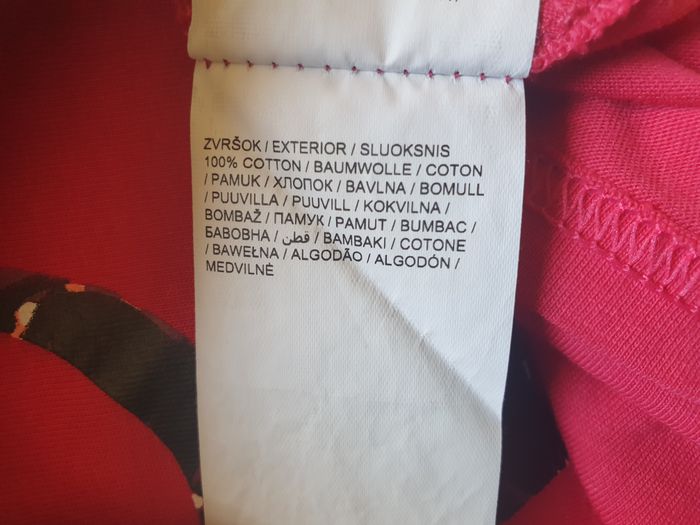 ZVRŠOK / EXTERIOR / SLUOKSNIS
100% COTTON / BAUMWOLLE / COTON
/ PAMUK / ХЛОПОК / BAVLNA / BOMULL
/ PUUVILLA / PUUVILL / KOKVILNA /
BOMBAŽ / ПАМУК / PAMUT / BUMBAC /
БАВОВНА / قطن / BAMBAKI / COTONE
/ BAWEŁNA / ALGODÃO / ALGODÓN /
MEDVILNĖ